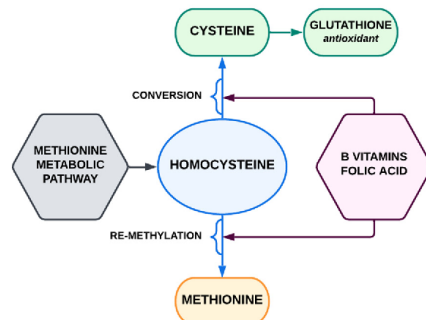 CYSTEINE
GLUTATHIONE
antioxidant
CONVERSION
METHIONINE
METABOLIC
PATHWAY
HOMOCYSTEINE
B VITAMINS
FOLIC ACID
RE-METHYLATION
METHIONINE